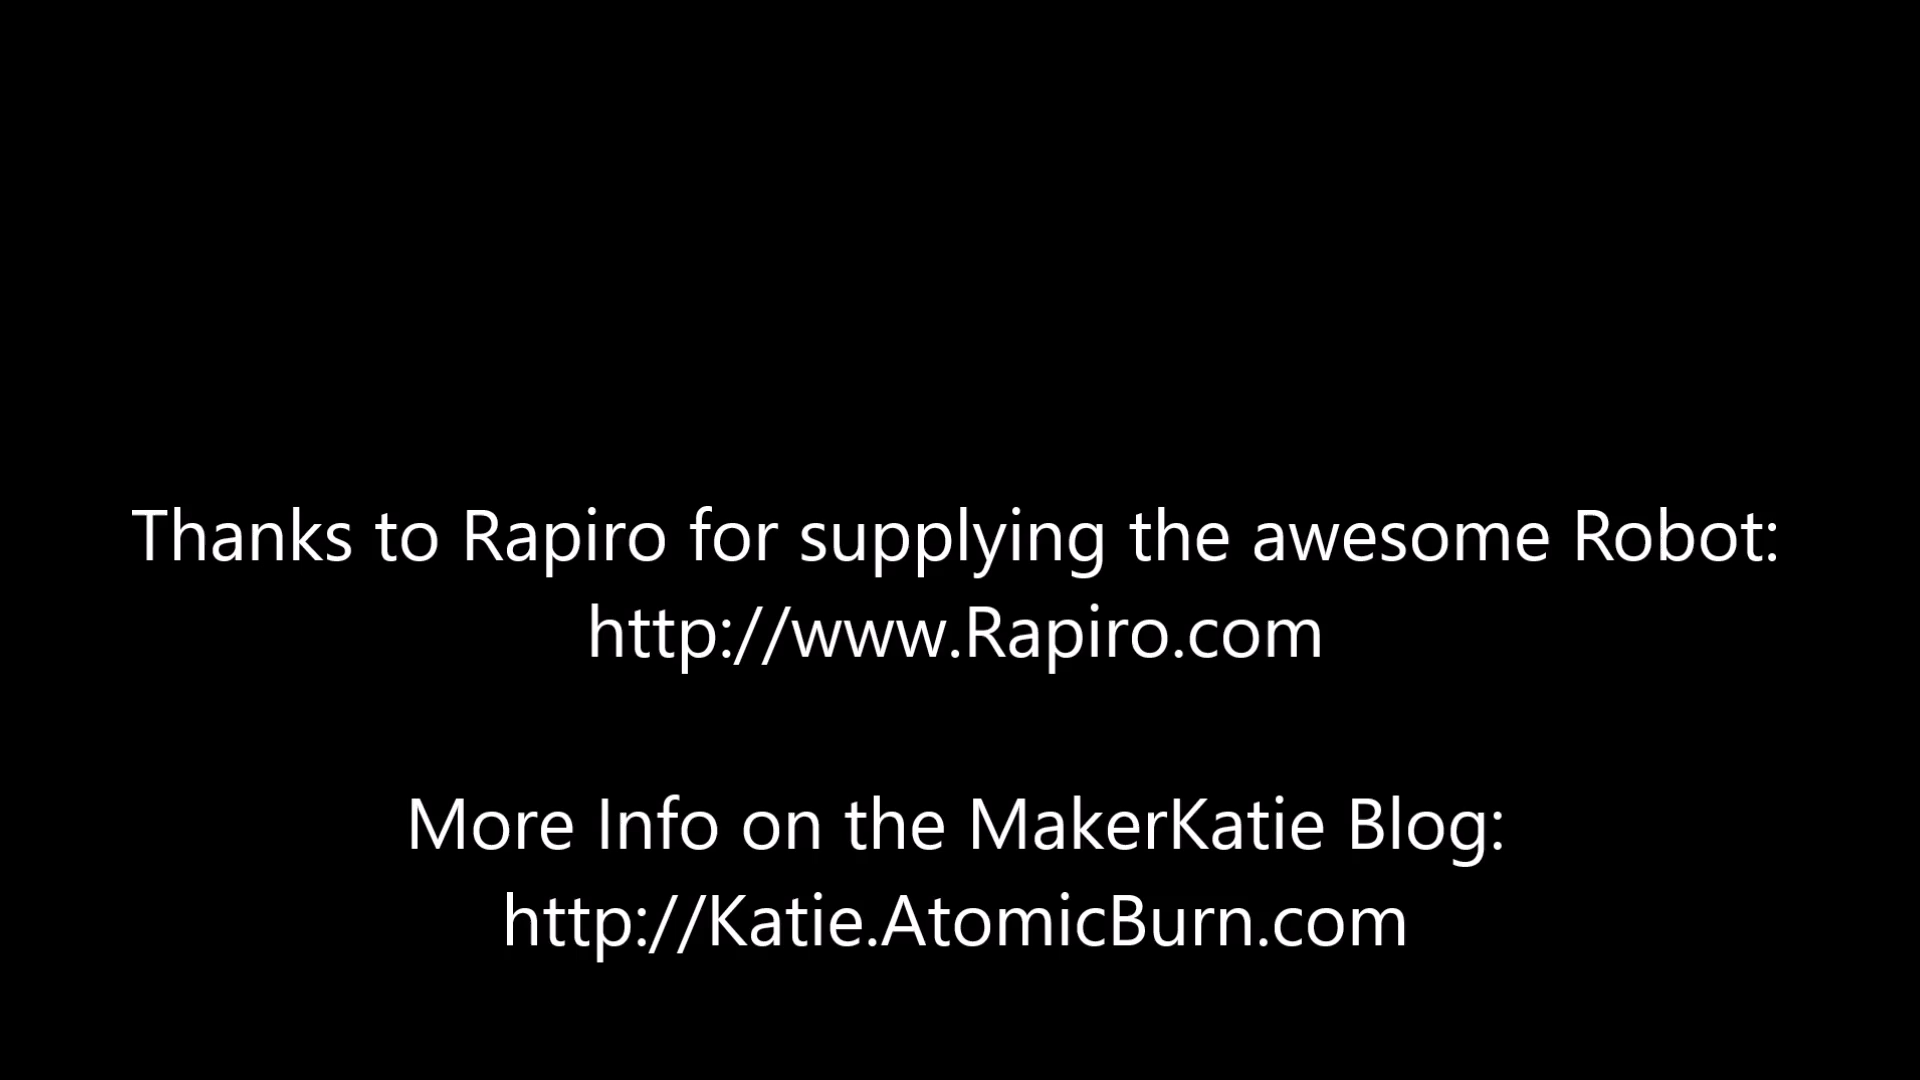 Thanks to Rapiro for supplying the awesome Robot:
http://www.Rapiro.com
More Info on the MakerKatie Blog:
http://Katie.AtomicBurn.com